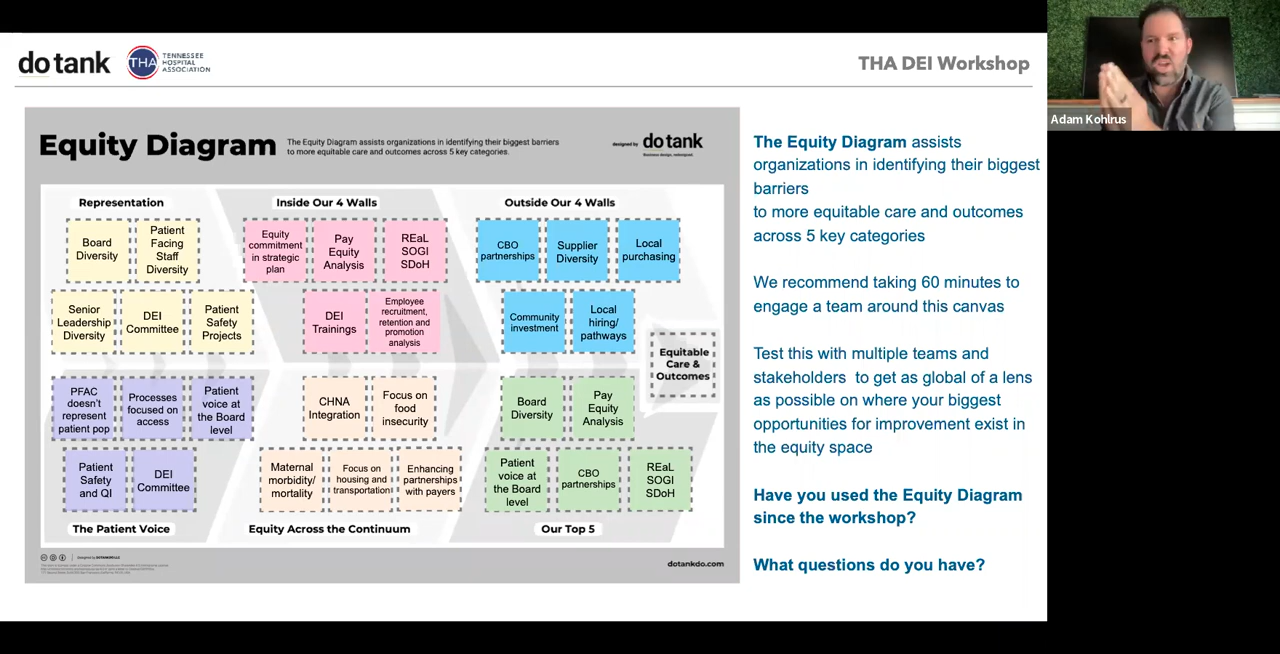 do tank
THA
TENNESSEE
HOSPITAL
ASSOCIATION
THA DEI Workshop
Adam Kohlrus
Equity Diagram
The Equity Diagram assists organizations in identifying their biggest barriers
to more equitable care and outcomes across 5 key categories.
designed by
do tank
Business design, redesigned.
Representation
Board
Diversity
Patient
Facing
Staff
Diversity
Senior
Leadership
Diversity
DEI
Committee
Patient
Safety
Projects
Inside Our 4 Walls
Equity
commitment
in strategic
plan
Pay
Equity
Analysis
REaL
SOGI
SDoH
DEI
Trainings
Employee
recruitment,
retention and
promotion
analysis
Outside Our 4 Walls
CBO
partnerships
Supplier
Diversity
Local
purchasing
Community
investment
Local
hiring/
pathways
Equitable
Care &
Outcomes
PFAC
doesn't
represent
patient pop
Processes
focused on
access
Patient
voice at
the Board
level
Patient
Safety
and QI
DEI
Committee
The Patient Voice
CHNA
Integration
Focus on
food
insecurity
Maternal
morbidity/
mortality
Focus on
housing and
transportation
Enhancing
partnerships
with payers
Equity Across the Continuum
Board
Diversity
Pay
Equity
Analysis
Patient
voice at
the Board
level
CBO
partnerships
REaL
SOGI
SDoH
Our Top 5
dotankdo.com
The Equity Diagram assists
organizations in identifying their biggest
barriers
to more equitable care and outcomes
across 5 key categories
We recommend taking 60 minutes to
engage a team around this canvas
Test this with multiple teams and
stakeholders to get as global of a lens
as possible on where your biggest
opportunities for improvement exist in
the equity space
Have you used the Equity Diagram
since the workshop?
What questions do you have?